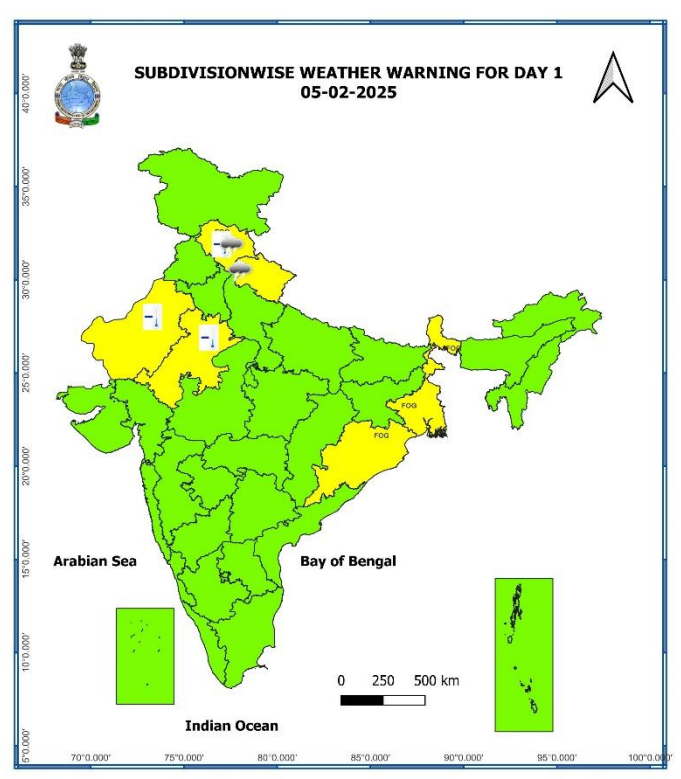 SUBDIVISIONWISE WEATHER WARNING FOR DAY 1
05-02-2025
40°0.000'
35°0.000'
30°0.000'
25°0.000'
20°0.000'
15°0.000'
10°0.000'
5°0.000'
FOG
FOG
FOG
FOG
Arabian Sea
Bay of Bengal
0 250 500 km
Indian Ocean
70°0.000' 75°0.000' 80°0.000' 85°0.000' 90°0.000' 95°0.000' 100°0.000'